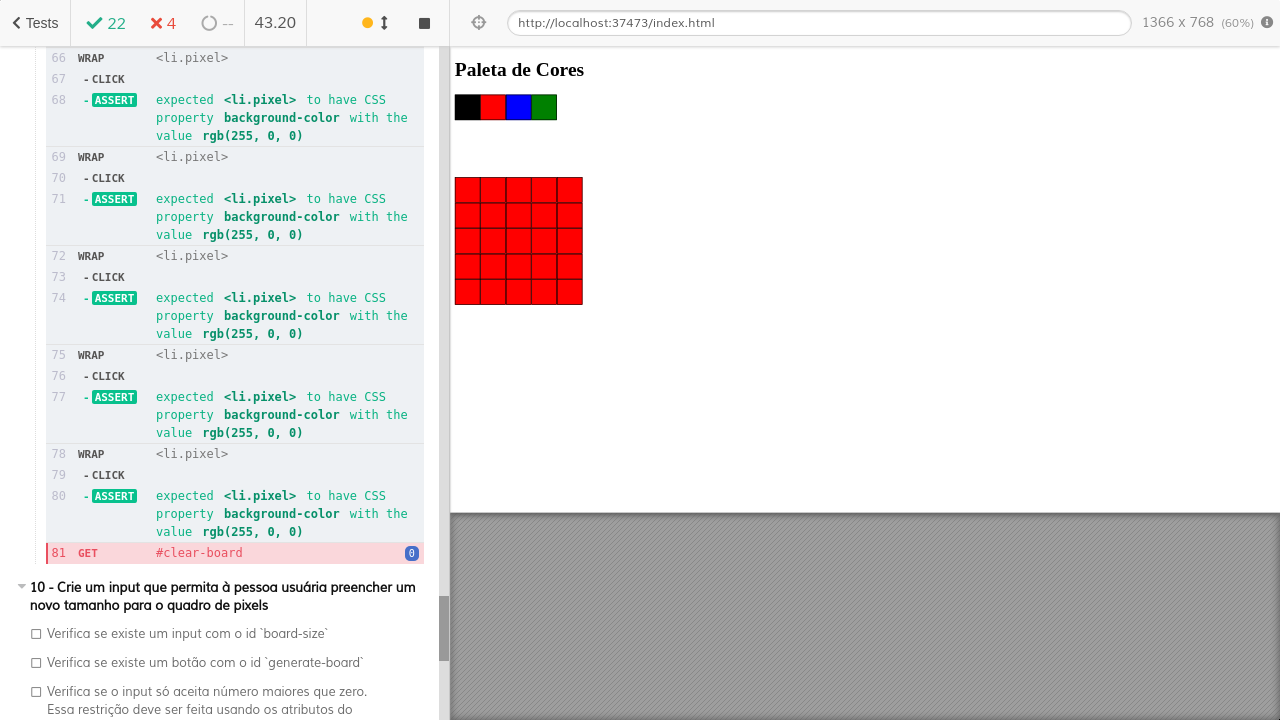 Tests 22 4 -- 43.20 http://localhost:37473/index.html 1366 x 768 (60%)
66 WRAP <li.pixel>
67 -CLICK
68 -ASSERT expected <li.pixel> to have CSS
property background-color with the
value rgb(255, 0, 0)
69 WRAP <li.pixel>
70 -CLICK
71 -ASSERT expected <li.pixel> to have CSS
property background-color with the
value rgb(255, 0, 0)
72 WRAP <li.pixel>
73 -CLICK
74 -ASSERT expected <li.pixel> to have CSS
property background-color with the
value rgb(255, 0, 0)
75 WRAP <li.pixel>
76 -CLICK
77 -ASSERT expected <li.pixel> to have CSS
property background-color with the
value rgb(255, 0, 0)
78 WRAP <li.pixel>
79 -CLICK
80 -ASSERT expected <li.pixel> to have CSS
property background-color with the
value rgb(255, 0, 0)
81 GET #clear-board 0
10 - Crie um input que permita à pessoa usuária preencher um
novo tamanho para o quadro de pixels
Verifica se existe um input com o id `board-size`
Verifica se existe um botão com o id `generate-board`
Verifica se o input só aceita número maiores que zero.
Essa restrição deve ser feita usando os atributos do
Paleta de Cores